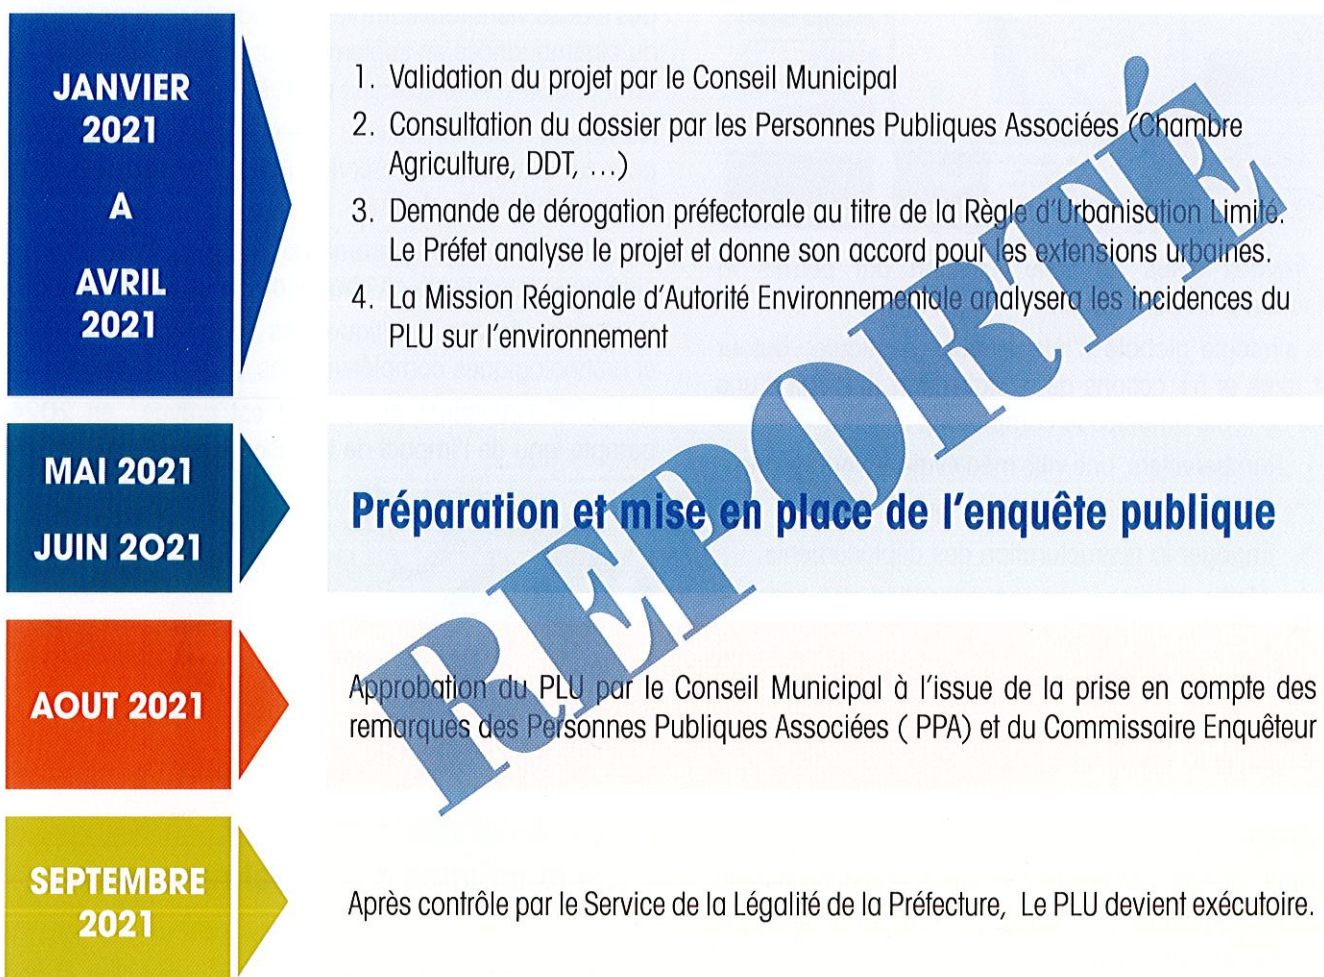 JANVIER
2021
A
AVRIL
2021
1. Validation du projet par le Conseil Municipal
2. Consultation du dossier par les Personnes Publiques Associées (Chambre
Agriculture, DDT, …)
3. Demande de dérogation préfectorale au titre de la Règle d’Urbanisation Limité.
Le Préfet analyse le projet et donne son accord pour les extensions urbaines.
4. La Mission Régionale d’Autorité Environnementale analysera les incidences du
PLU sur l’environnement
MAI 2021
JUIN 2O21
Préparation et mise en place de l’enquête publique
AOUT 2021
Approbation du PLU par le Conseil Municipal à l’issue de la prise en compte des
remarques des Personnes Publiques Associées ( PPA) et du Commissaire Enquêteur
SEPTEMBRE
2021
Après contrôle par le Service de la Légalité de la Préfecture, Le PLU devient exécutoire.
REPORTÉ